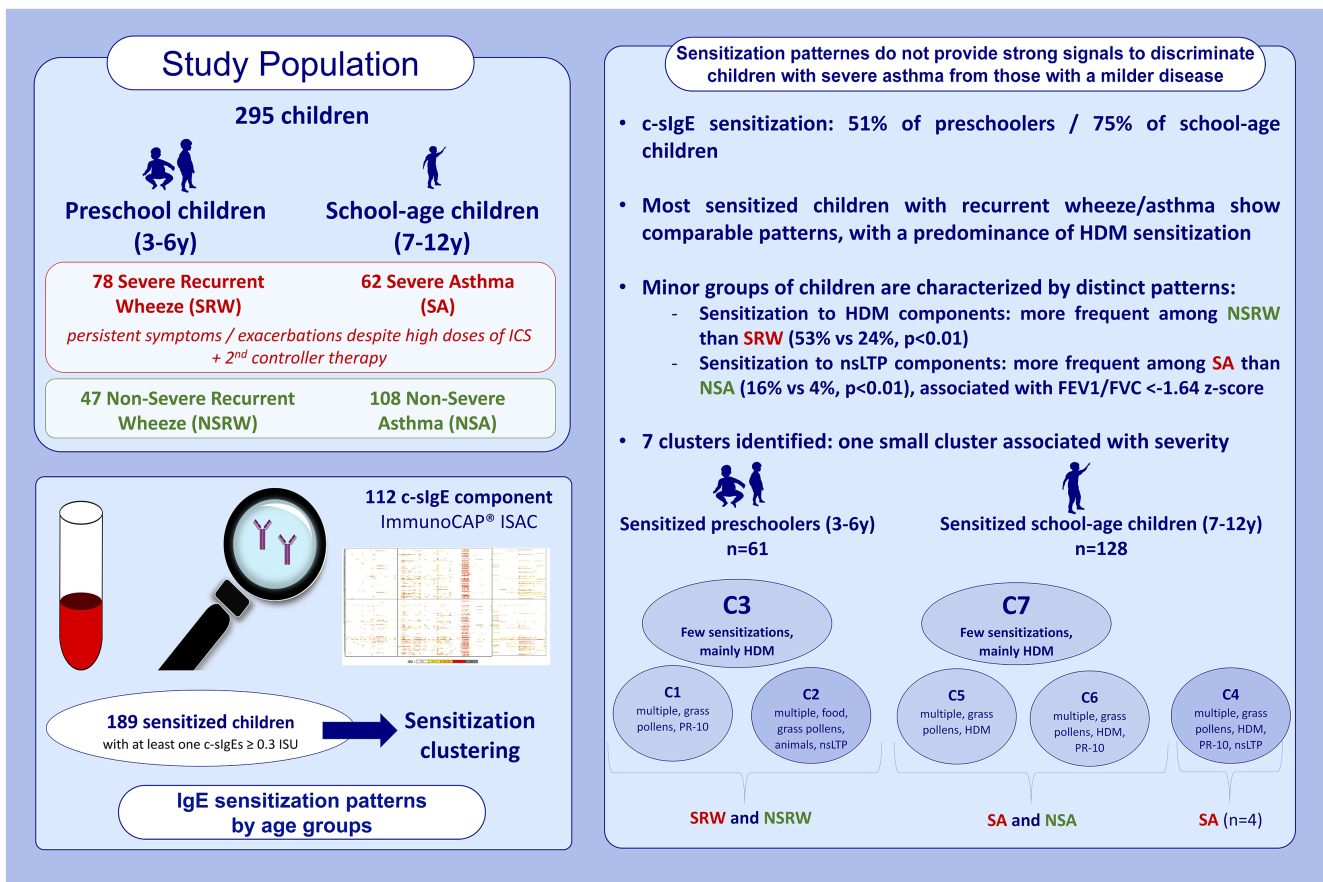 Study Population
295 children
Preschool children
(3-6y)
School-age children
(7-12y)
78 Severe Recurrent
Wheeze (SRW)
62 Severe Asthma
(SA)
persistent symptoms / exacerbations despite high doses of ICS
+ 2nd controller therapy
47 Non-Severe Recurrent
Wheeze (NSRW)
108 Non-Severe
Asthma (NSA)
112 c-sIgE component
ImmunoCAP® ISAC
189 sensitized children
with at least one c-sIgEs ≥ 0.3 ISU
Sensitization
clustering
IgE sensitization patterns
by age groups
Sensitization patternes do not provide strong signals to discriminate
children with severe asthma from those with a milder disease
• c-sIgE sensitization: 51% of preschoolers / 75% of school-age
children
• Most sensitized children with recurrent wheeze/asthma show
comparable patterns, with a predominance of HDM sensitization
• Minor groups of children are characterized by distinct patterns:
- Sensitization to HDM components: more frequent among NSRW
than SRW (53% vs 24%, p<0.01)
- Sensitization to nsLTP components: more frequent among SA than
NSA (16% vs 4%, p<0.01), associated with FEV1/FVC <-1.64 z-score
• 7 clusters identified: one small cluster associated with severity
Sensitized preschoolers (3-6y)
n=61
Sensitized school-age children (7-12y)
n=128
C3
Few sensitizations,
mainly HDM
C7
Few sensitizations,
mainly HDM
C1
multiple, grass
pollens, PR-10
C2
multiple, food,
grass pollens,
animals, nsLTP
C5
multiple, grass
pollens, HDM
C6
multiple, grass
pollens, HDM,
PR-10
C4
multiple, grass
pollens, HDM,
PR-10, nsLTP
SRW and NSRW
SA and NSA
SA (n=4)